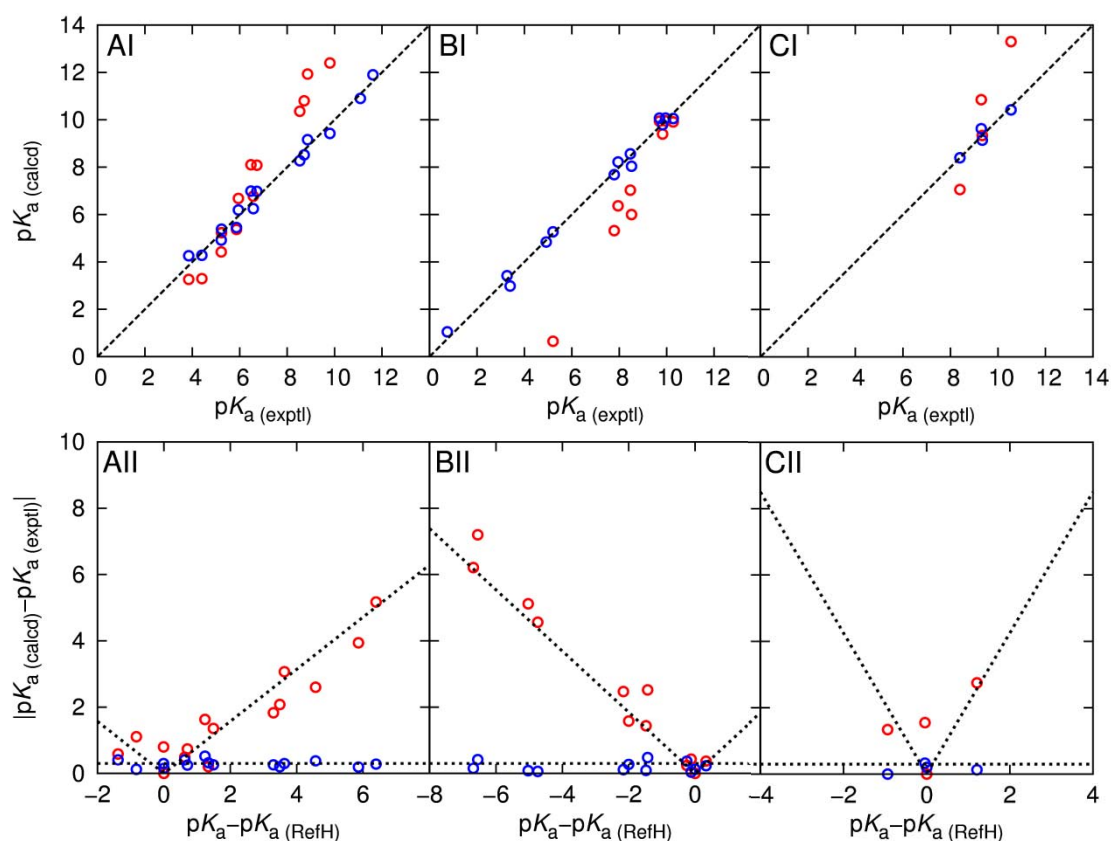 14
12
10
8
6
4
2
0
pKa (calcd)
AI
BI
CI
0 2 4 6 8 10 12
0 2 4 6 8 10 12
0 2 4 6 8 10 12 14
pKa (exptl)
pKa (exptl)
pKa (exptl)
10
8
6
4
2
0
|pKa (calcd)–pKa (exptl)|
AII
BII
CII
−2 0 2 4 6
−8 −6 −4 −2 0
−4 −2 0 2 4
pKa–pKa (RefH)
pKa–pKa (RefH)
pKa–pKa (RefH)